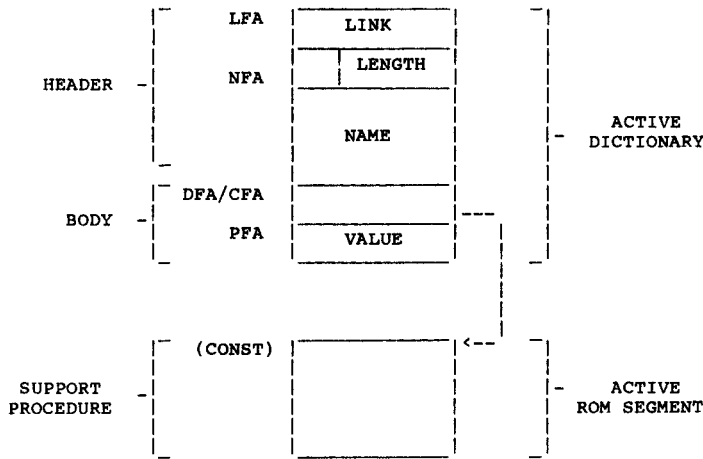 LFA LINK
NFA LENGTH
HEADER
NAME
ACTIVE
DICTIONARY
DFA/CFA
BODY
PFA VALUE
(CONST)
SUPPORT
PROCEDURE
ACTIVE
ROM SEGMENT